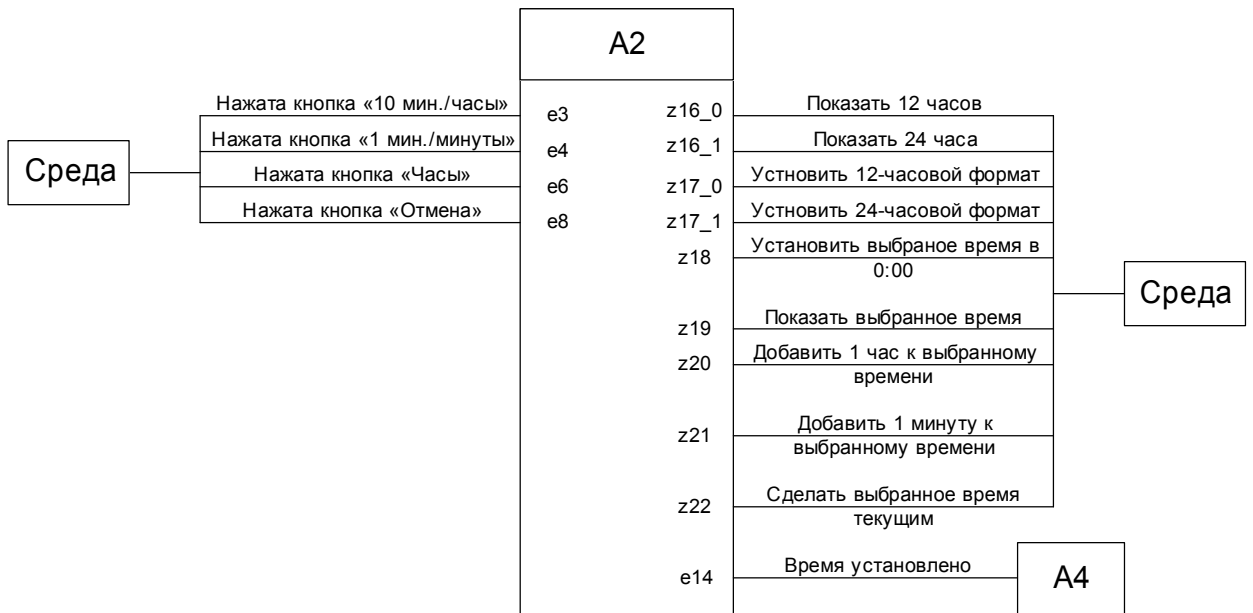 A2
Нажата кнопка «10 мин./часы»
e3
z16_0
Показать 12 часов
Нажата кнопка «1 мин./минуты»
e4
z16_1
Показать 24 часа
Среда
Нажата кнопка «Часы»
e6
z17_0
Устновить 12-часовой формат
Нажата кнопка «Отмена»
e8
z17_1
Устновить 24-часовой формат
z18
Установить выбраное время в
0:00
Среда
z19
Показать выбранное время
z20
Добавить 1 час к выбранному
времени
z21
Добавить 1 минуту к
выбранному времени
z22
Сделать выбранное время
текущим
e14
Время установлено
A4